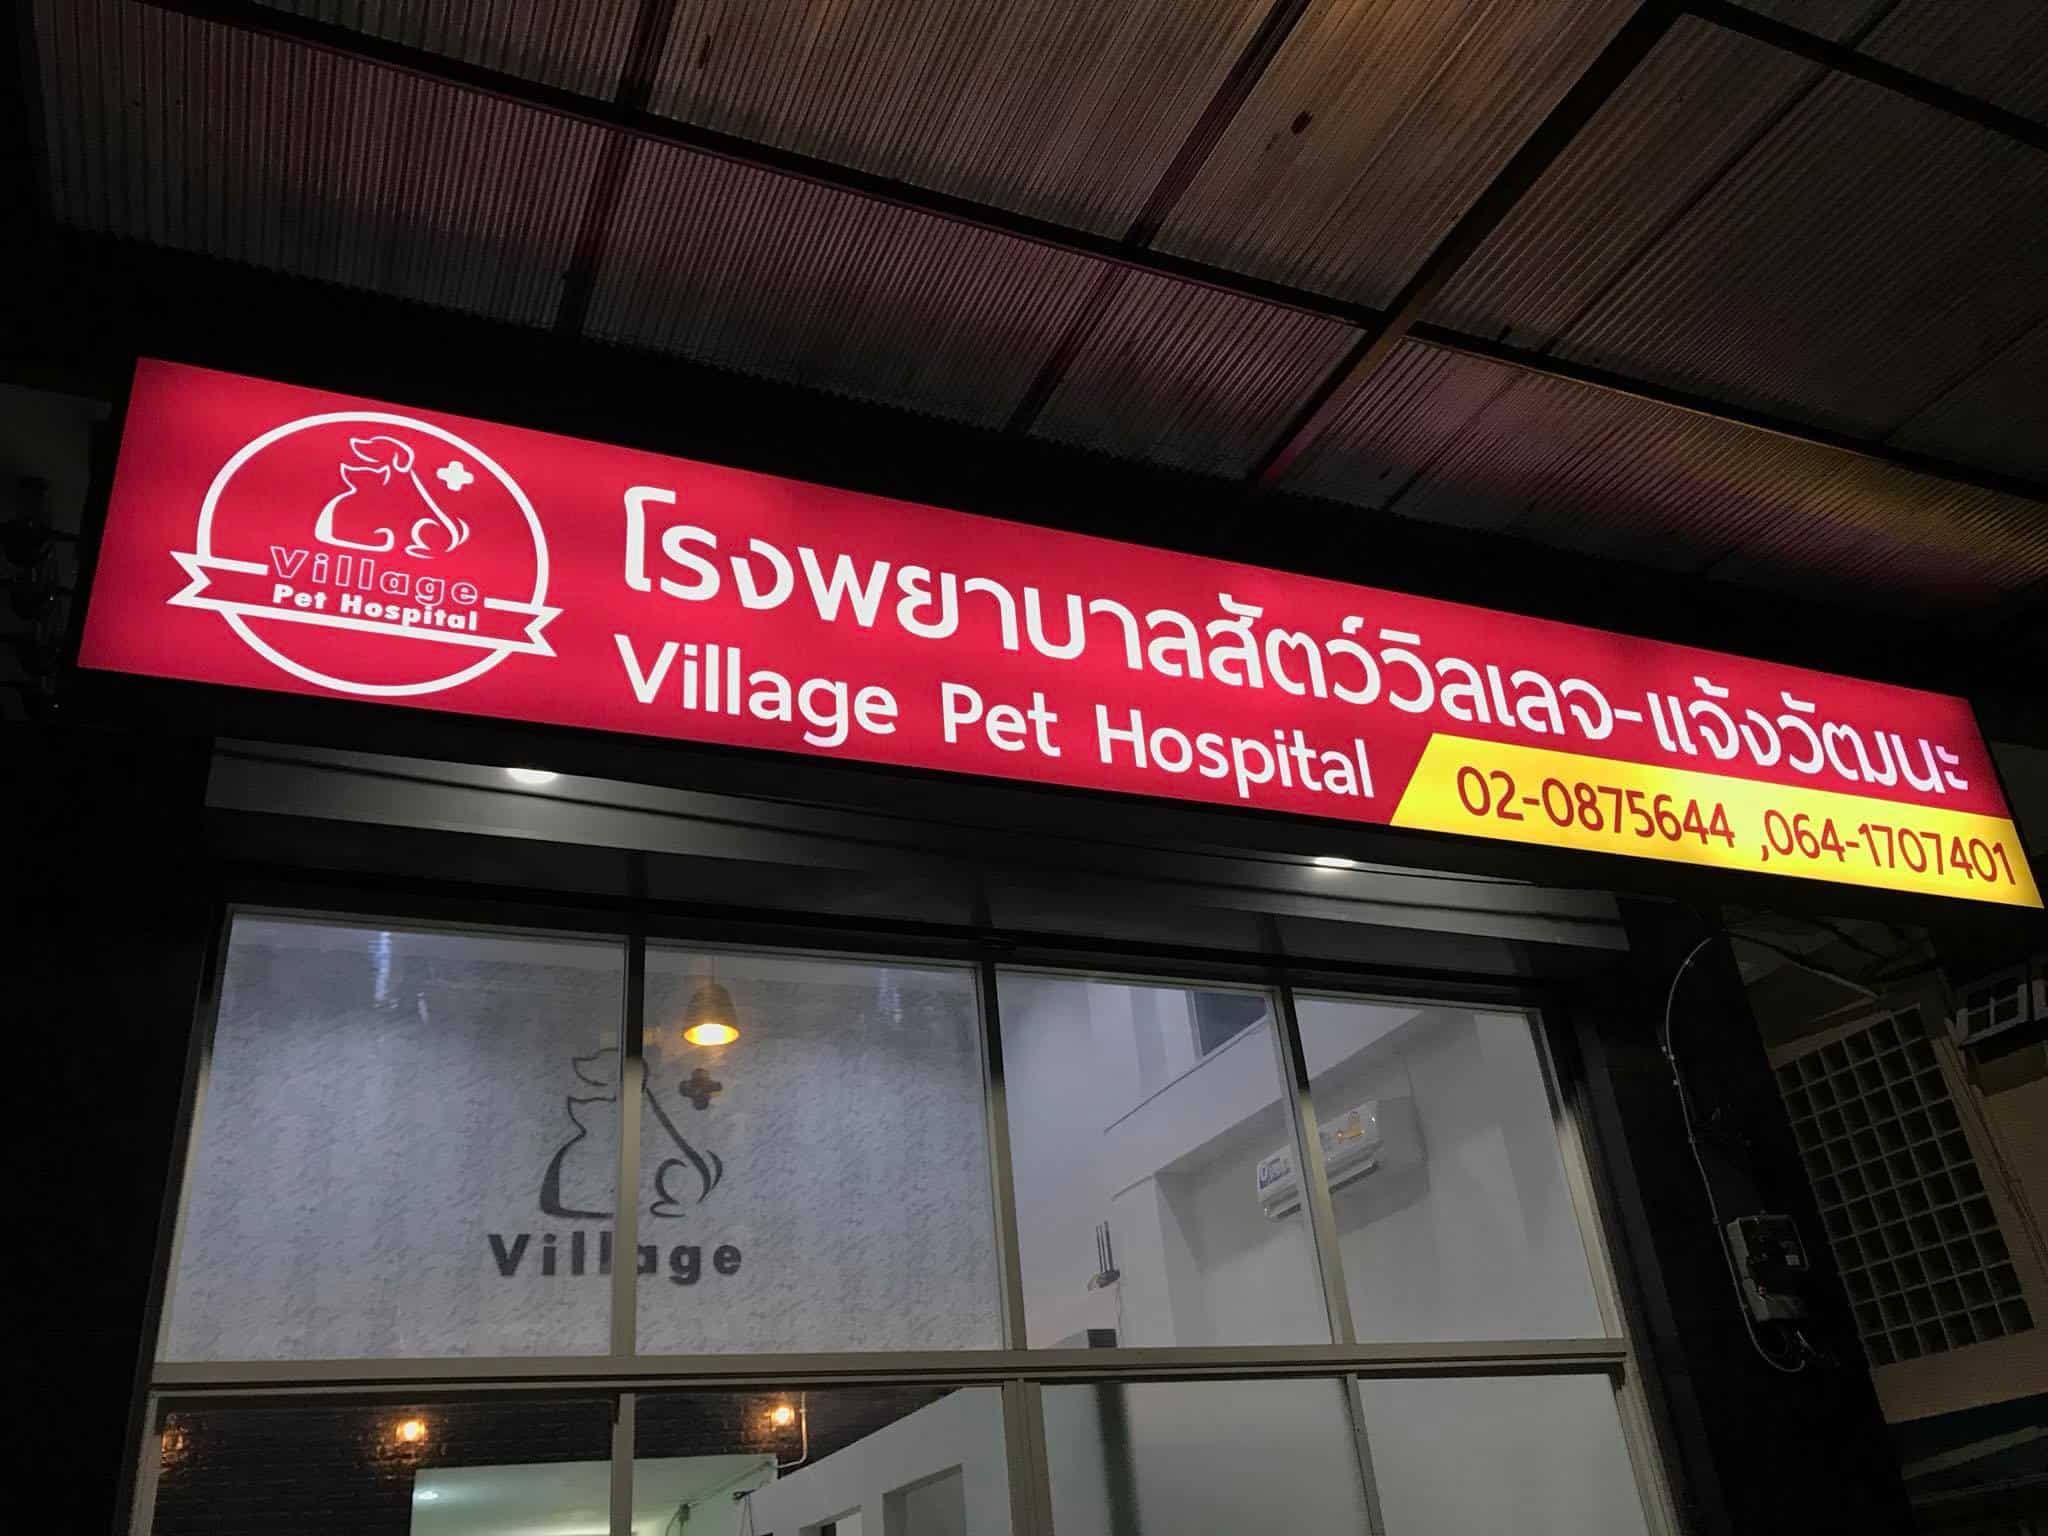 Village
Pet Hospital
โรงพยาบาลสัตว์วิลเลจ-แจ้งวัฒนะ
Village Pet Hospital
02-0875644 ,064-1707401
Village